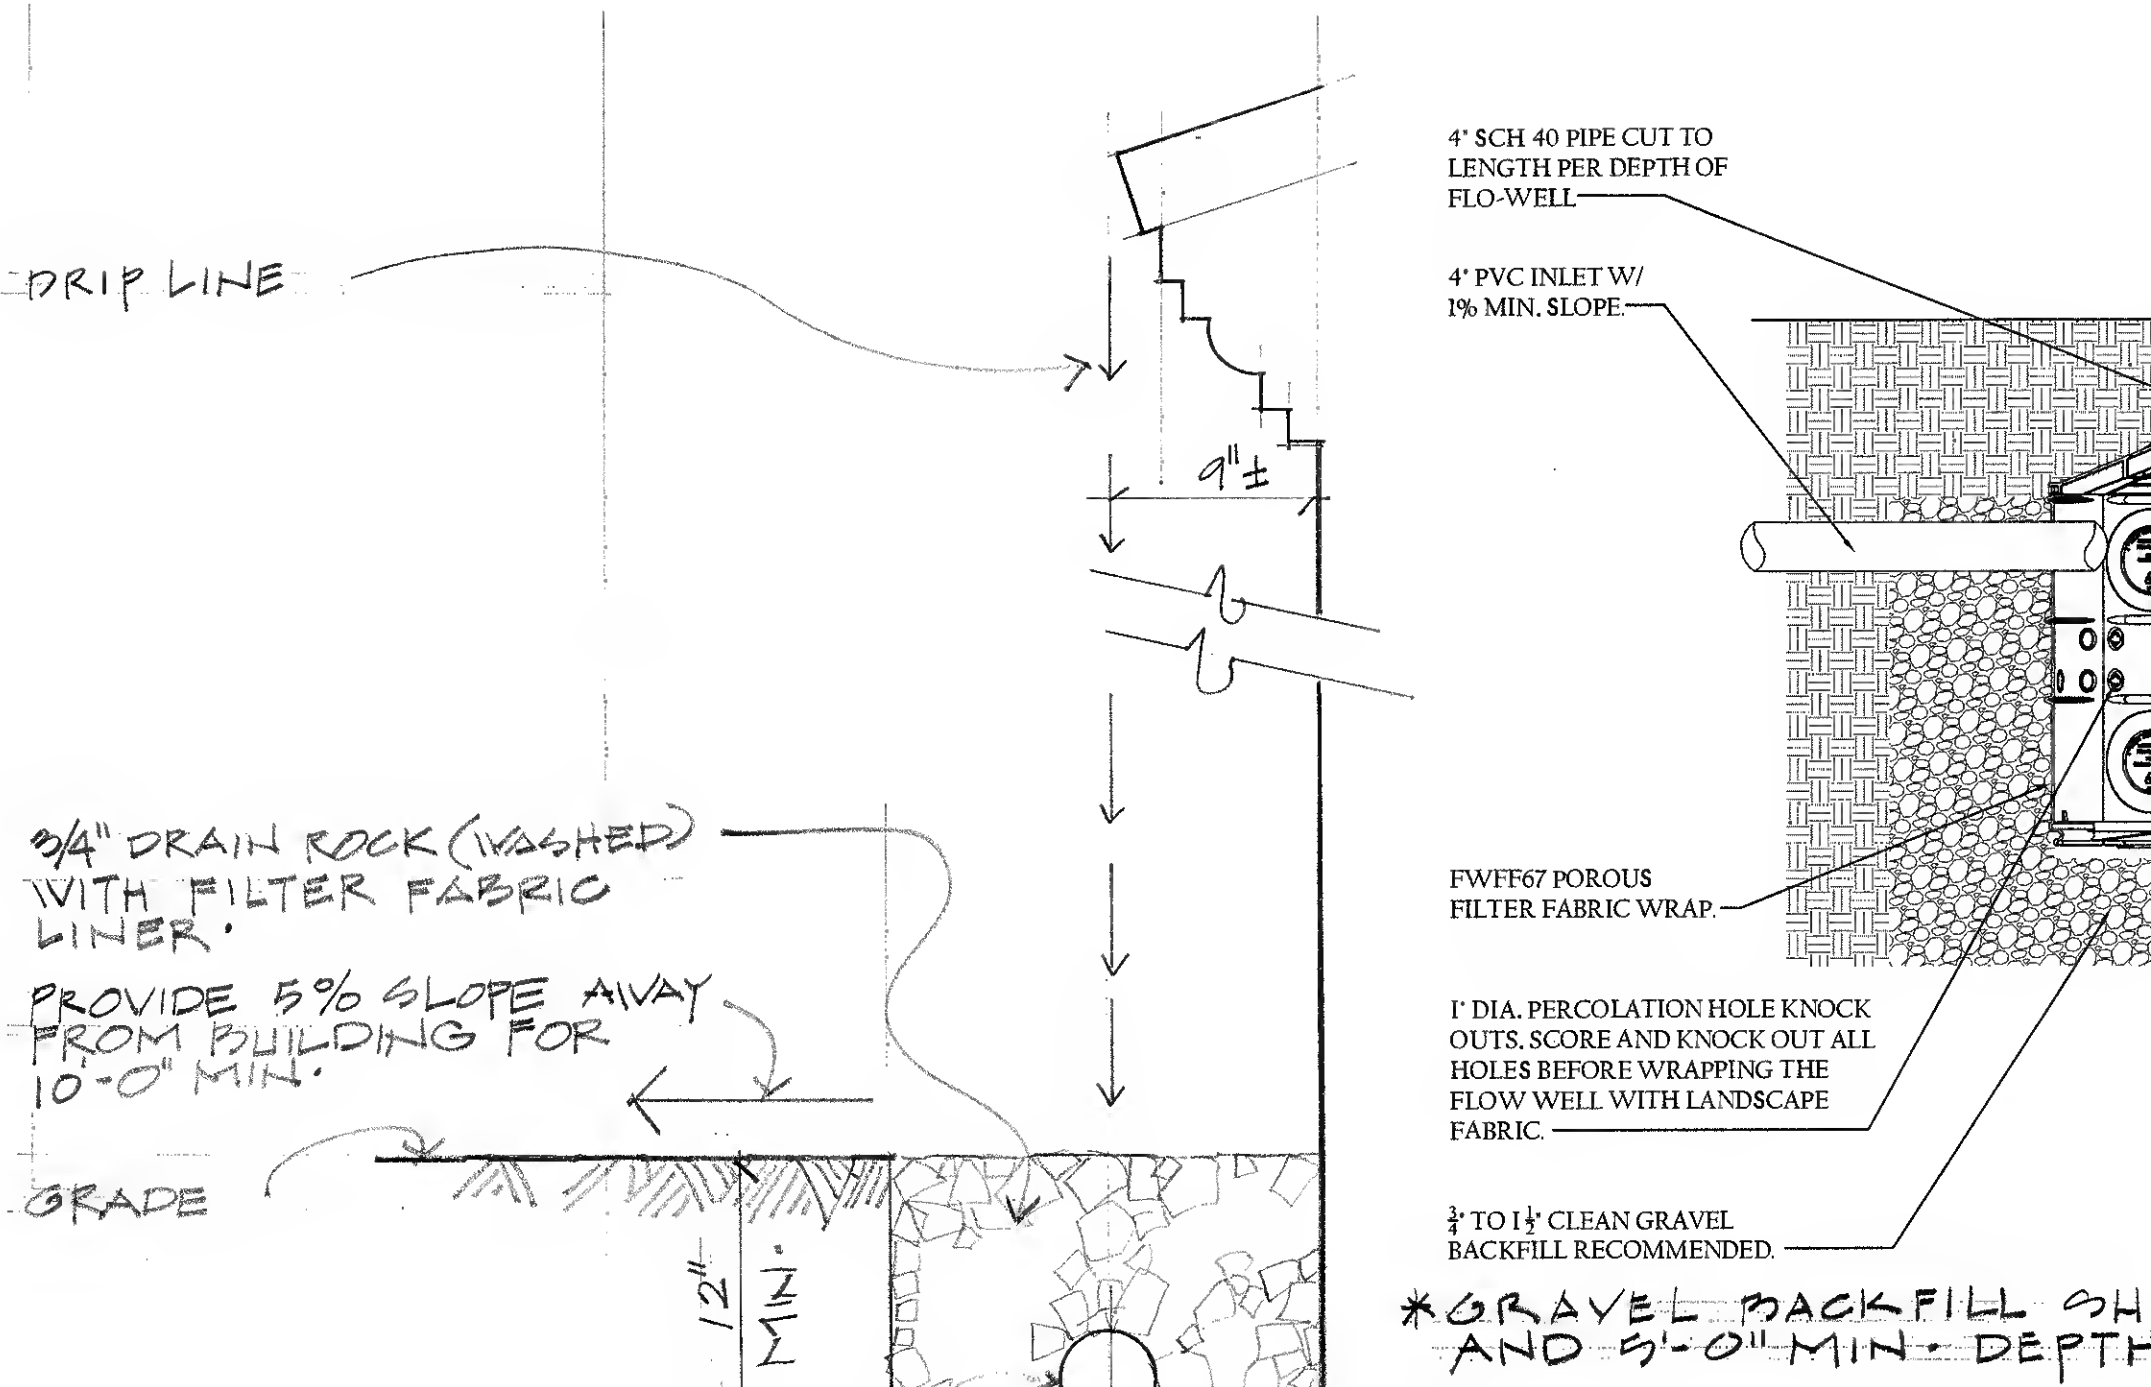 DRIP LINE
9"±
3/4" DRAIN ROCK (WASHED)
WITH FILTER FABRIC
LINER.
PROVIDE 5% SLOPE AWAY
FROM BUILDING FOR
10'-0" MIN.
GRADE
12"
MIN.
4" SCH 40 PIPE CUT TO
LENGTH PER DEPTH OF
FLO-WELL
4" PVC INLET W/
1% MIN. SLOPE.
FWFF67 POROUS
FILTER FABRIC WRAP.
1" DIA. PERCOLATION HOLE KNOCK
OUTS. SCORE AND KNOCK OUT ALL
HOLES BEFORE WRAPPING THE
FLOW WELL WITH LANDSCAPE
FABRIC.
3/4" TO 1 1/2" CLEAN GRAVEL
BACKFILL RECOMMENDED.
* GRAVEL BACKFILL SH
AND 5'-0" MIN. DEPTH